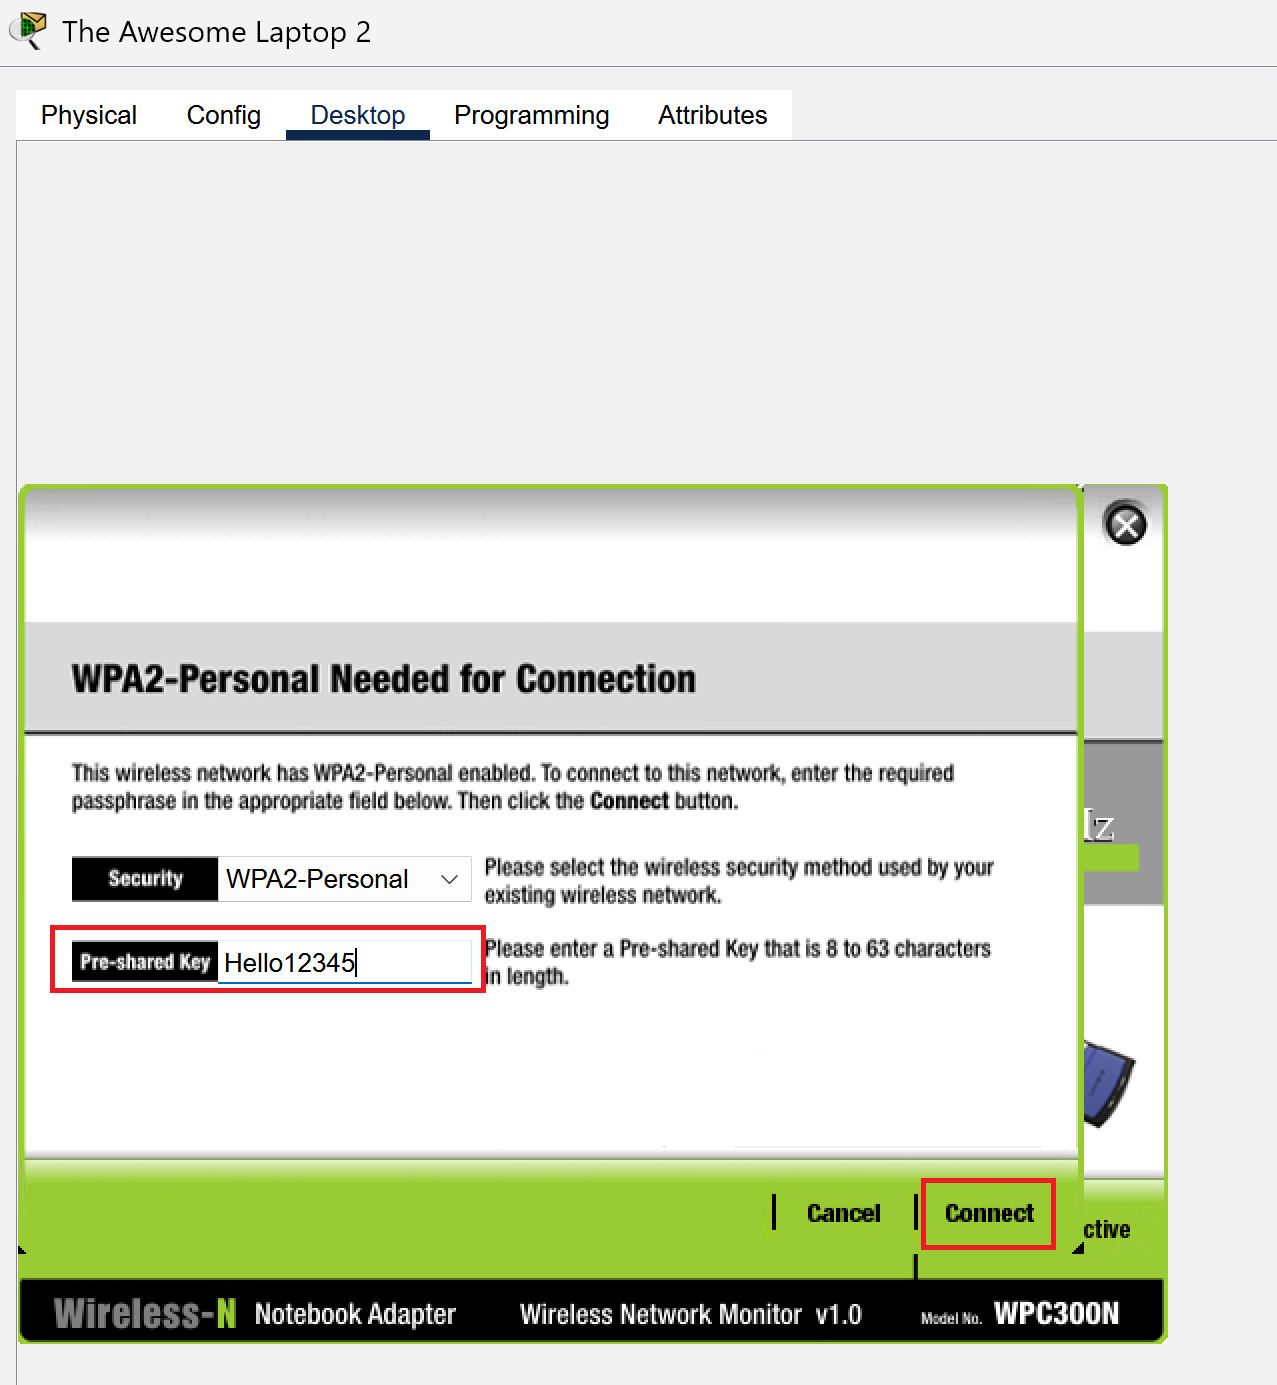 The Awesome Laptop 2
Physical Config Desktop Programming Attributes
WPA2-Personal Needed for Connection
This wireless network has WPA2-Personal enabled. To connect to this network, enter the required
passphrase in the appropriate field below. Then click the Connect button.
Security WPA2-Personal
Please select the wireless security method used by your
existing wireless network.
Pre-shared Key Hello12345
Please enter a Pre-shared Key that is 8 to 63 characters
in length.
Cancel Connect
ctive
Wireless-N Notebook Adapter Wireless Network Monitor v1.0 Model No. WPC300N